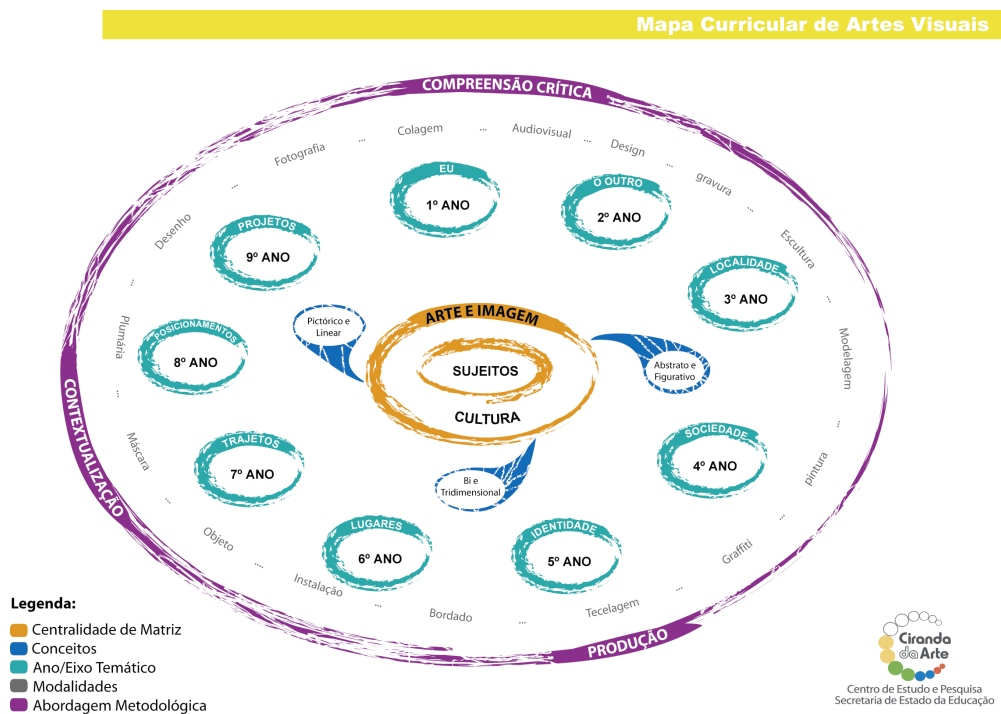 Mapa Curricular de Artes Visuais
COMPREENSÃO CRÍTICA
Colagem
...
Audiovisual
...
Design
...
gravura
...
Escultura
...
Modelagem
...
pintura
...
Graffiti
...
Tecelagem
...
Bordado
...
Instalação
....
Objeto
...
Máscara
...
Plumária
...
Desenho
...
Fotografia
...
EU
1º ANO
O OUTRO
2º ANO
LOCALIDADE
3º ANO
SOCIEDADE
4º ANO
IDENTIDADE
5º ANO
LUGARES
6º ANO
TRAJETOS
7º ANO
POSICIONAMENTOS
8º ANO
PROJETOS
9º ANO
Pictórico e
Linear
ARTE E IMAGEM
SUJEITOS
CULTURA
Abstrato e
Figurativo
Bi e
Tridimensional
CONTEXTUALIZAÇÃO
PRODUÇÃO
Legenda:
Centralidade de Matriz
Conceitos
Ano/Eixo Temático
Modalidades
Abordagem Metodológica
Ciranda
da Arte
Centro de Estudo e Pesquisa
Secretaria de Estado da Educação